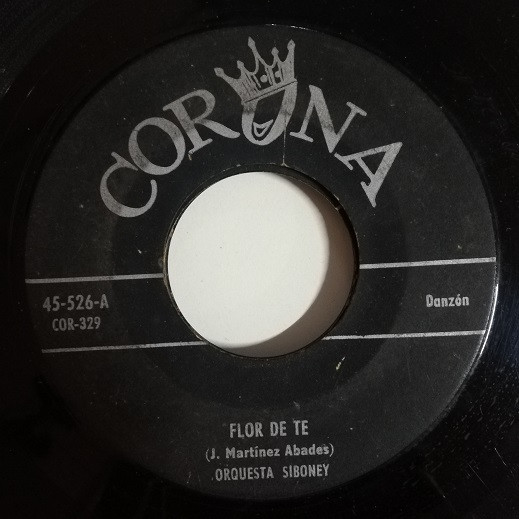 CORONA
45-526-A
COR-329
Danzón
FLOR DE TE
(J. Martínez Abades)
ORQUESTA SIBONEY